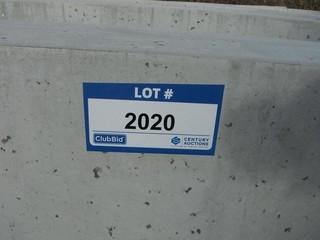 LOT #
2020
ClubBid
CENTURY
AUCTIONS